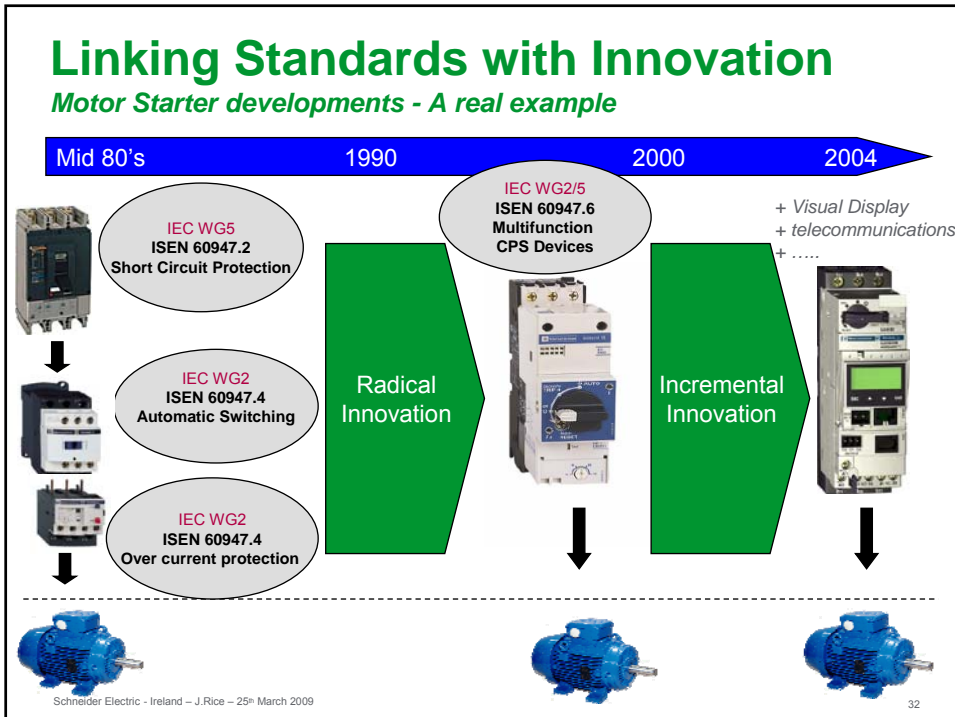 Linking Standards with Innovation
Motor Starter developments - A real example
Mid 80's 1990 2000 2004
IEC WG5
ISEN 60947.2
Short Circuit Protection
IEC WG2/5
ISEN 60947.6
Multifunction
CPS Devices
+ Visual Display
+ telecommunications
+ …..
IEC WG2
ISEN 60947.4
Automatic Switching
Radical
Innovation
Incremental
Innovation
IEC WG2
ISEN 60947.4
Over current protection
Schneider Electric - Ireland – J.Rice – 25th March 2009
32